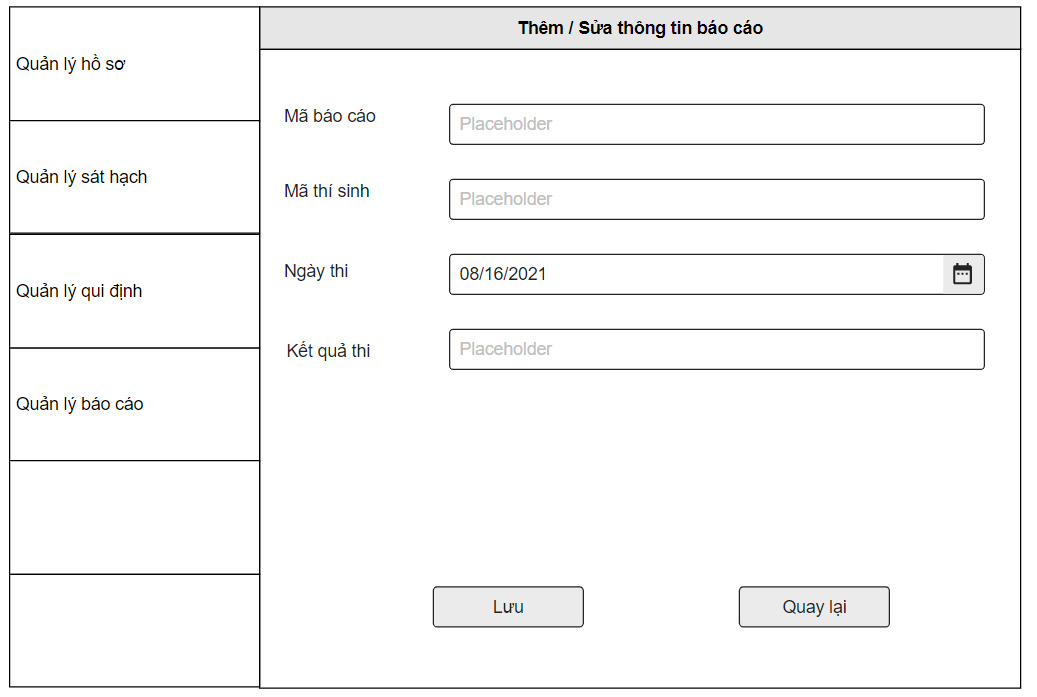 Quản lý hồ sơ
Quản lý sát hạch
Quản lý qui định
Quản lý báo cáo
Thêm / Sửa thông tin báo cáo
Mã báo cáo
Placeholder
Mã thí sinh
Placeholder
Ngày thi
08/16/2021
Kết quả thi
Placeholder
Lưu
Quay lại